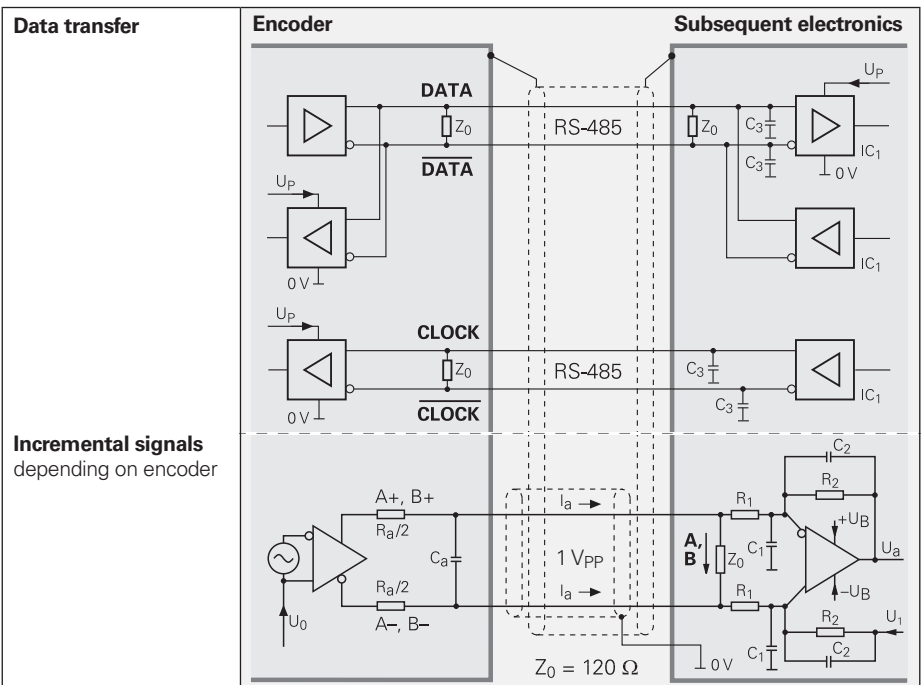 Data transfer
Encoder
Subsequent electronics
DATA
Z0
RS-485
Z0
C3
UP
IC1
DATA
C3
0 V
UP
0 V
IC1
UP
CLOCK
Z0
RS-485
C3
0 V
CLOCK
C3
IC1
Incremental signals
depending on encoder
C2
R2
A+, B+
Ra/2
Ia
R1
+UB
Ca
1 VPP
A,
B
Z0
C1
Ua
Ra/2
Ia
R1
–UB
A–, B–
U0
R2
U1
C1
C2
Z0 = 120 Ω
0 V